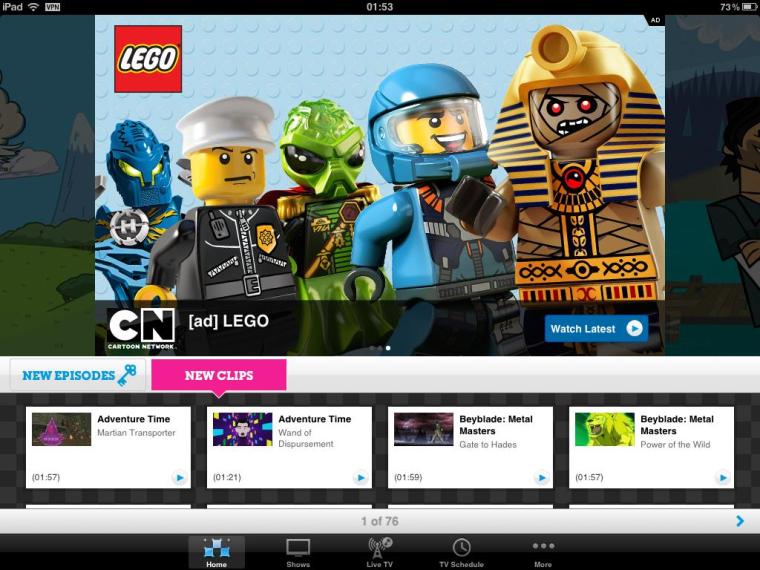 iPad VPN 01:53 73%
AD
LEGO
H
CN
CARTOON NETWORK
[ad] LEGO
Watch Latest
NEW EPISODES
NEW CLIPS
Adventure Time
Martian Transporter
(01:57)
Adventure Time
Wand of
Dispursement
(01:21)
Beyblade: Metal
Masters
Gate to Hades
(01:59)
Beyblade: Metal
Masters
Power of the Wild
(01:57)
1 of 76
Home
Shows
Live TV
TV Schedule
More